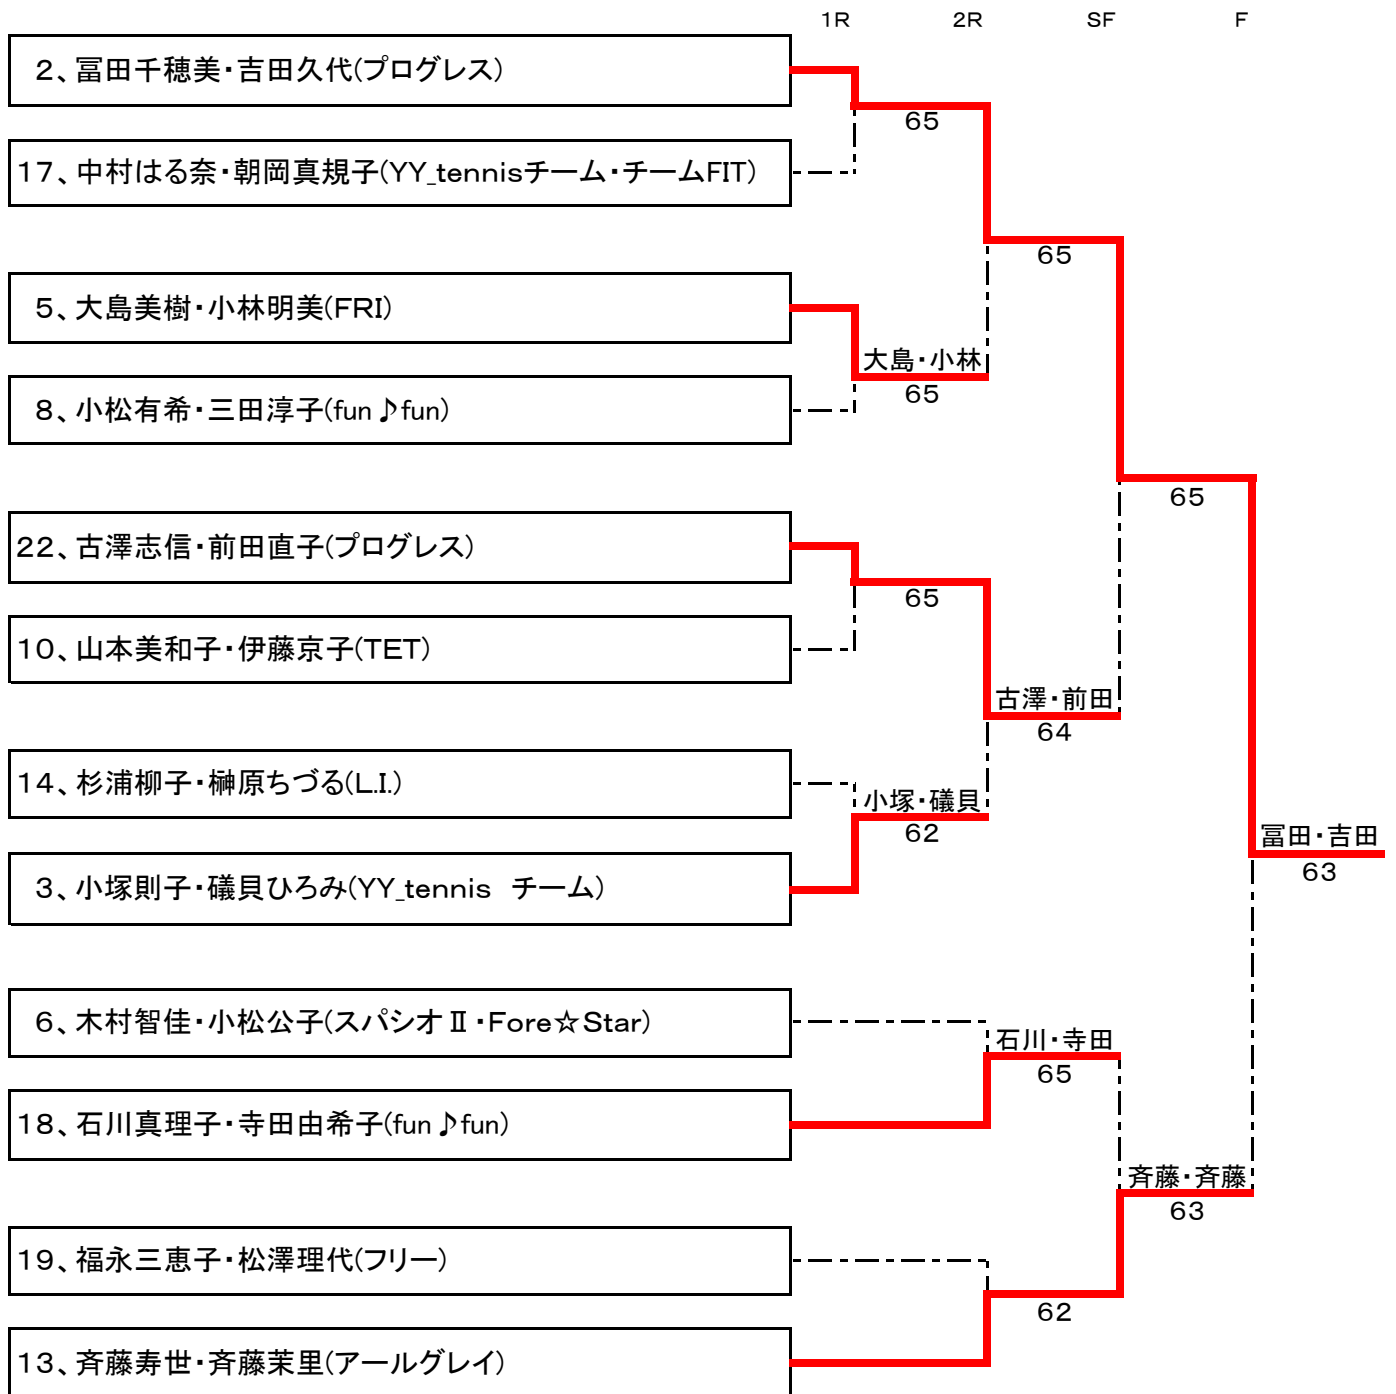 1R 2R SF F
2、冨田千穂美・吉田久代(プログレス)
65
17、中村はる奈・朝岡真規子(YY_tennisチーム・チームFIT)
65
5、大島美樹・小林明美(FRI)
大島・小林
65
8、小松有希・三田淳子(fun♪fun)
65
22、古澤志信・前田直子(プログレス)
65
10、山本美和子・伊藤京子(TET)
古澤・前田
64
14、杉浦柳子・榊原ちづる(L.I.)
小塚・礒貝
62
冨田・吉田
63
3、小塚則子・礒貝ひろみ(YY_tennis チーム)
6、木村智佳・小松公子(スパシオⅡ・Fore☆Star)
石川・寺田
65
18、石川真理子・寺田由希子(fun♪fun)
斉藤・斉藤
63
19、福永三恵子・松澤理代(フリー)
62
13、斉藤寿世・斉藤茉里(アールグレイ)